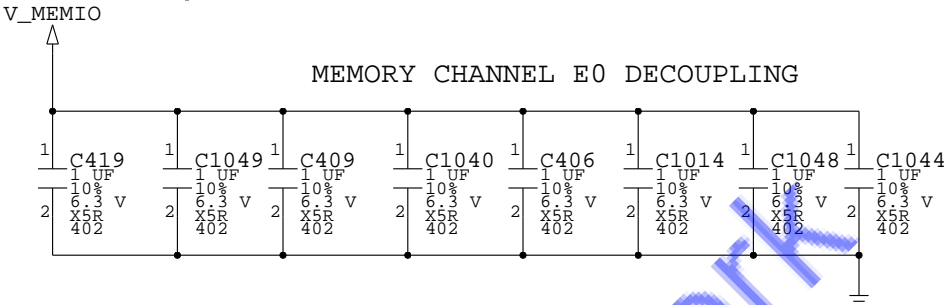 V_MEMIO
MEMORY CHANNEL E0 DECOUPLING
1
C419
1 UF
10%
6.3 V
X5R
402
2
1
C1049
1 UF
10%
6.3 V
X5R
402
2
1
C409
1 UF
10%
6.3 V
X5R
402
2
1
C1040
1 UF
10%
6.3 V
X5R
402
2
1
C406
1 UF
10%
6.3 V
X5R
402
2
1
C1014
1 UF
10%
6.3 V
X5R
402
2
1
C1048
1 UF
10%
6.3 V
X5R
402
2
1
C1044
1 UF
10%
6.3 V
X5R
402
2